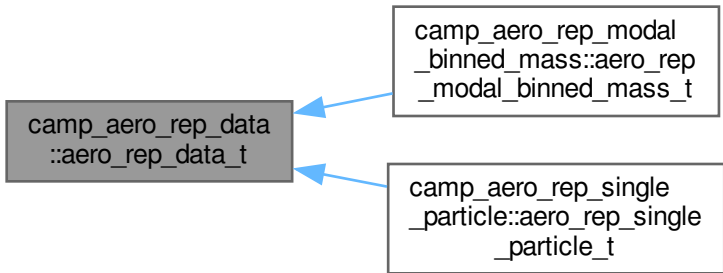 camp_aero_rep_data
::aero_rep_data_t
camp_aero_rep_modal
_binned_mass::aero_rep
_modal_binned_mass_t
camp_aero_rep_single
_particle::aero_rep_single
_particle_t